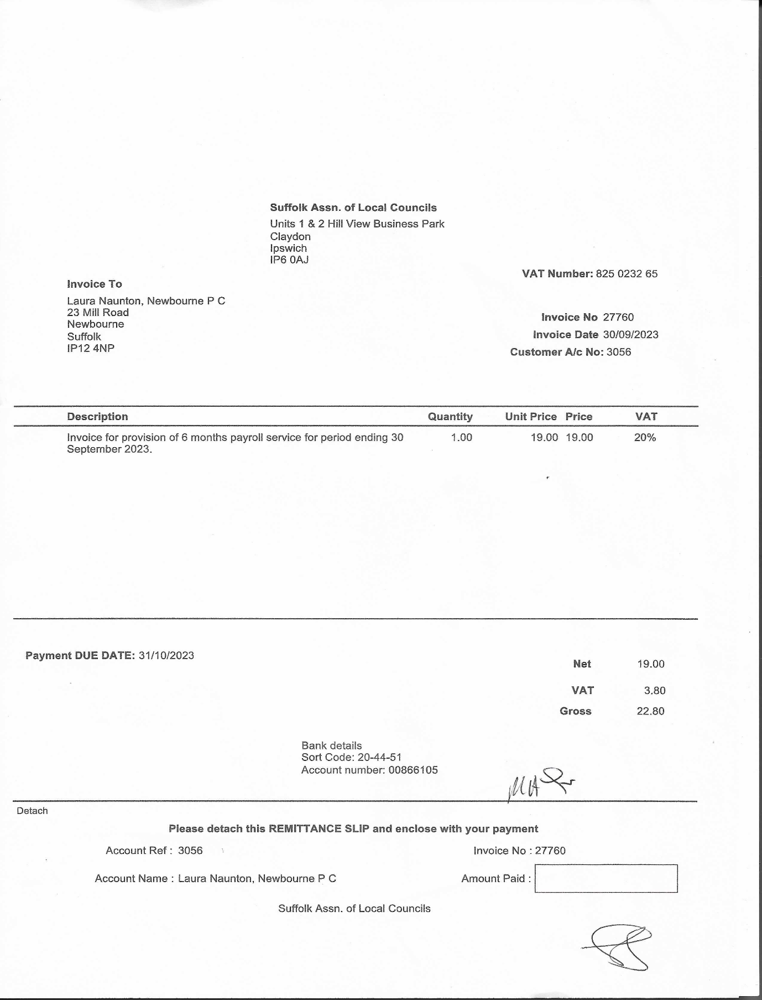 Suffolk Assn. of Local Councils
Units 1 & 2 Hill View Business Park
Claydon
Ipswich
IP6 0AJ
VAT Number: 825 0232 65
Invoice To
Laura Naunton, Newbourne P C
23 Mill Road
Newbourne
Suffolk
IP12 4NP
Invoice No 27760
Invoice Date 30/09/2023
Customer A/c No: 3056
Description Quantity Unit Price Price VAT
Invoice for provision of 6 months payroll service for period ending 30 1.00 19.00 19.00 20%
September 2023.
Payment DUE DATE: 31/10/2023
Net 19.00
VAT 3.80
Gross 22.80
Bank details
Sort Code: 20-44-51
Account number: 00866105
Detach
Please detach this REMITTANCE SLIP and enclose with your payment
Account Ref : 3056 Invoice No : 27760
Account Name : Laura Naunton, Newbourne P C Amount Paid :
Suffolk Assn. of Local Councils